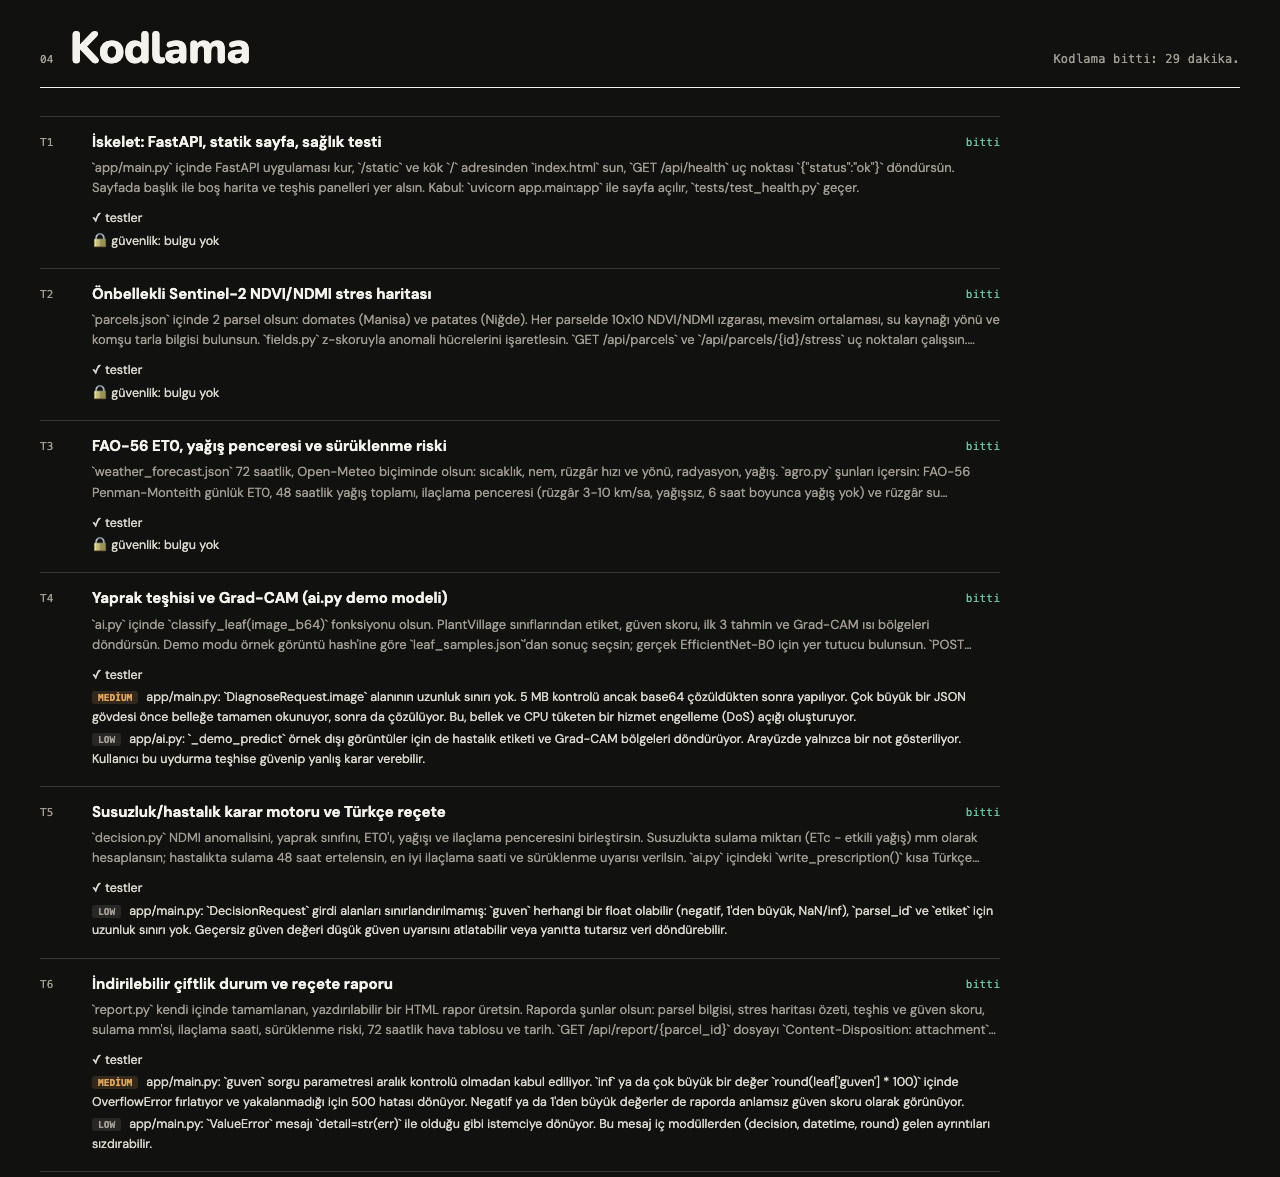 04 Kodlama
Kodlama bitti: 29 dakika.
T1 İskelet: FastAPI, statik sayfa, sağlık testi bitti
`app/main.py` içinde FastAPI uygulaması kur, `/static` ve kök `/` adresinden `index.html` sun, `GET /api/health` uç noktası `{"status":"ok"}` döndürsün.
Sayfada başlık ile boş harita ve teşhis panelleri yer alsın. Kabul: `uvicorn app.main:app` ile sayfa açılır, `tests/test_health.py` geçer.
✓ testler
🔒 güvenlik: bulgu yok
T2 Önbellekli Sentinel-2 NDVI/NDMI stres haritası bitti
`parcels.json` içinde 2 parsel olsun: domates (Manisa) ve patates (Niğde). Her parselde 10x10 NDVI/NDMI ızgarası, mevsim ortalaması, su kaynağı yönü ve
komşu tarla bilgisi bulunsun. `fields.py` z-skoruyla anomali hücrelerini işaretlesin. `GET /api/parcels` ve `/api/parcels/{id}/stress` uç noktaları çalışsın.…
✓ testler
🔒 güvenlik: bulgu yok
T3 FAO-56 ET0, yağış penceresi ve sürüklenme riski bitti
`weather_forecast.json` 72 saatlik, Open-Meteo biçiminde olsun: sıcaklık, nem, rüzgâr hızı ve yönü, radyasyon, yağış. `agro.py` şunları içersin: FAO-56
Penman-Monteith günlük ET0, 48 saatlik yağış toplamı, ilaçlama penceresi (rüzgâr 3-10 km/sa, yağışsız, 6 saat boyunca yağış yok) ve rüzgâr su…
✓ testler
🔒 güvenlik: bulgu yok
T4 Yaprak teşhisi ve Grad-CAM (ai.py demo modeli) bitti
`ai.py` içinde `classify_leaf(image_b64)` fonksiyonu olsun. PlantVillage sınıflarından etiket, güven skoru, ilk 3 tahmin ve Grad-CAM ısı bölgeleri
döndürsün. Demo modu örnek görüntü hash'ine göre `leaf_samples.json`'dan sonuç seçsin; gerçek EfficientNet-B0 için yer tutucu bulunsun. `POST…
✓ testler
MEDİUM app/main.py: `DiagnoseRequest.image` alanının uzunluk sınırı yok. 5 MB kontrolü ancak base64 çözüldükten sonra yapılıyor. Çok büyük bir JSON
gövdesi önce belleğe tamamen okunuyor, sonra da çözülüyor. Bu, bellek ve CPU tüketen bir hizmet engelleme (DoS) açığı oluşturuyor.
LOW app/ai.py: `_demo_predict` örnek dışı görüntüler için de hastalık etiketi ve Grad-CAM bölgeleri döndürüyor. Arayüzde yalnızca bir not gösteriliyor.
Kullanıcı bu uydurma teşhise güvenip yanlış karar verebilir.
T5 Susuzluk/hastalık karar motoru ve Türkçe reçete bitti
`decision.py` NDMI anomalisini, yaprak sınıfını, ET0'ı, yağışı ve ilaçlama penceresini birleştirsin. Susuzlukta sulama miktarı (ETc - etkili yağış) mm olarak
hesaplansın; hastalıkta sulama 48 saat ertelensin, en iyi ilaçlama saati ve sürüklenme uyarısı verilsin. `ai.py` içindeki `write_prescription()` kısa Türkçe…
✓ testler
LOW app/main.py: `DecisionRequest` girdi alanları sınırlandırılmamış: `guven` herhangi bir float olabilir (negatif, 1'den büyük, NaN/inf), `parsel_id` ve `etiket` için
uzunluk sınırı yok. Geçersiz güven değeri düşük güven uyarısını atlatabilir veya yanıtta tutarsız veri döndürebilir.
T6 İndirilebilir çiftlik durum ve reçete raporu bitti
`report.py` kendi içinde tamamlanan, yazdırılabilir bir HTML rapor üretsin. Raporda şunlar olsun: parsel bilgisi, stres haritası özeti, teşhis ve güven skoru,
sulama mm'si, ilaçlama saati, sürüklenme riski, 72 saatlik hava tablosu ve tarih. `GET /api/report/{parcel_id}` dosyayı `Content-Disposition: attachment`…
✓ testler
MEDİUM app/main.py: `guven` sorgu parametresi aralık kontrolü olmadan kabul ediliyor. `inf` ya da çok büyük bir değer `round(leaf['guven'] * 100)` içinde
OverflowError fırlatıyor ve yakalanmadığı için 500 hatası dönüyor. Negatif ya da 1'den büyük değerler de raporda anlamsız güven skoru olarak görünüyor.
LOW app/main.py: `ValueError` mesajı `detail=str(err)` ile olduğu gibi istemciye dönüyor. Bu mesaj iç modüllerden (decision, datetime, round) gelen ayrıntıları
sızdırabilir.